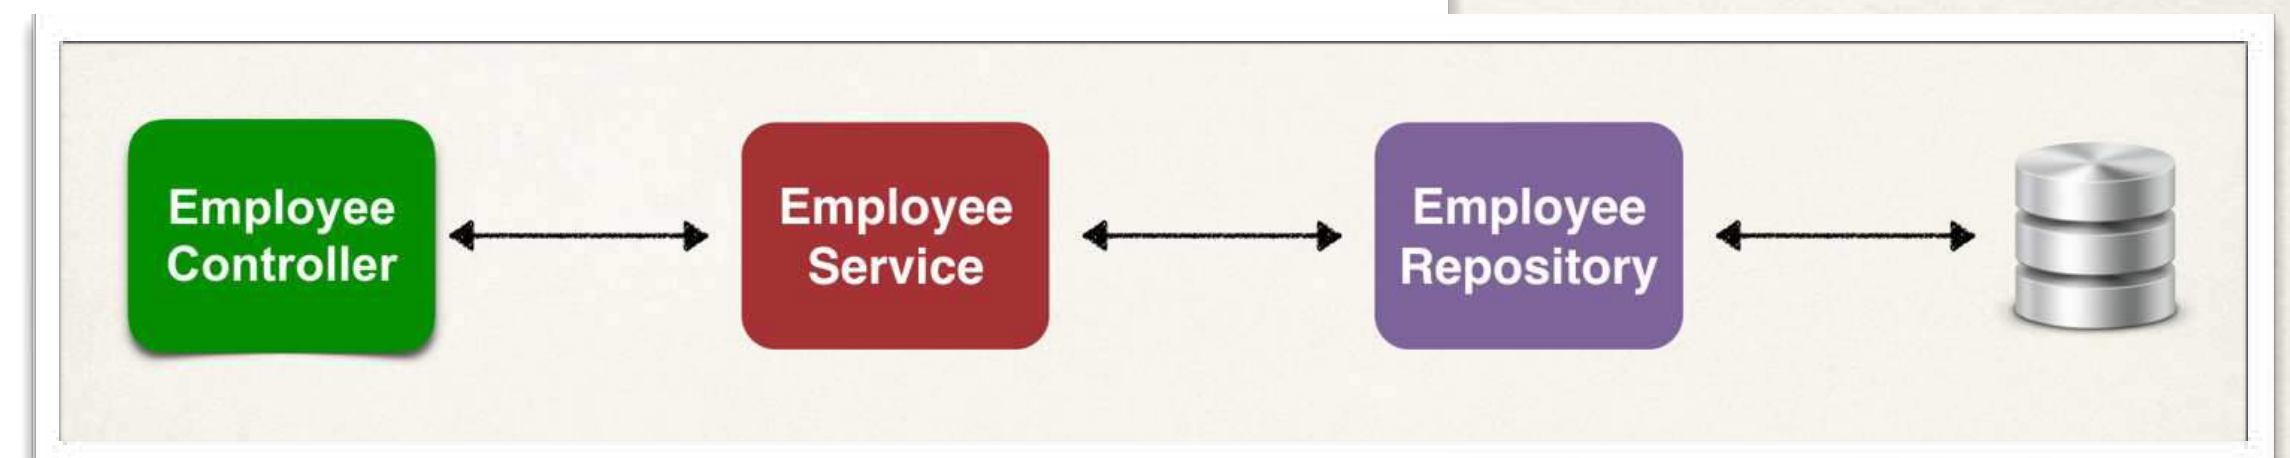 Employee
Controller
Employee
Service
Employee
Repository